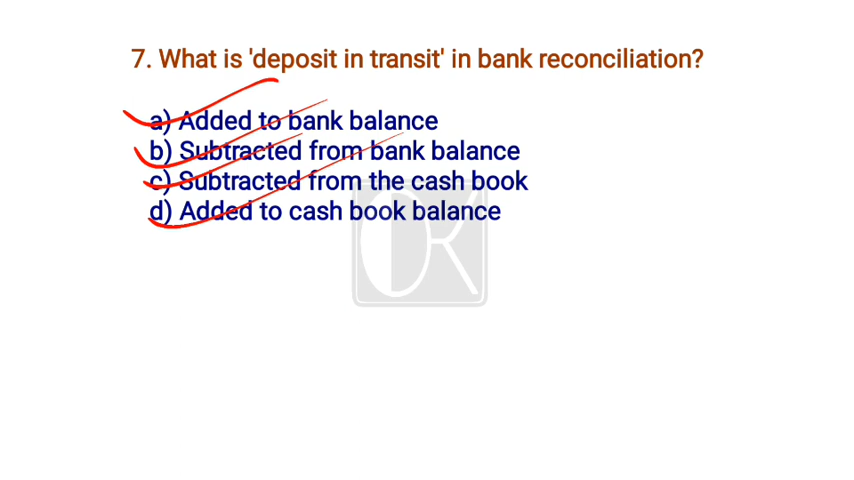 7. What is 'deposit in transit' in bank reconciliation?
a) Added to bank balance
b) Subtracted from bank balance
c) Subtracted from the cash book
d) Added to cash book balance